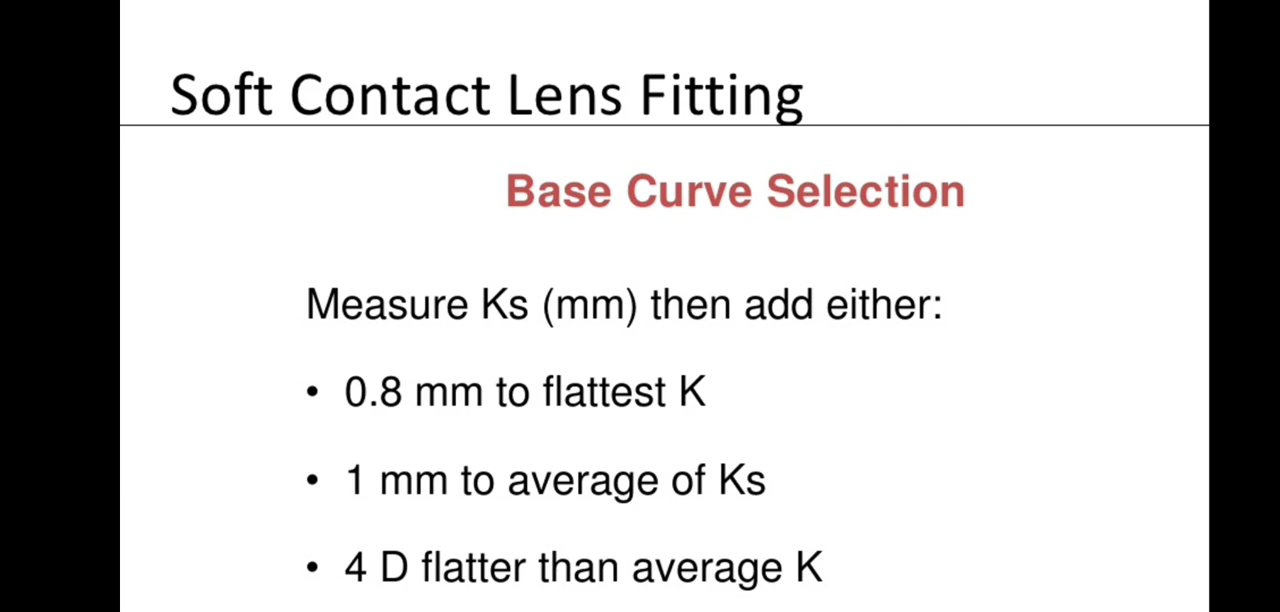 Soft Contact Lens Fitting
Base Curve Selection
Measure Ks (mm) then add either:
• 0.8 mm to flattest K
• 1 mm to average of Ks
• 4 D flatter than average K